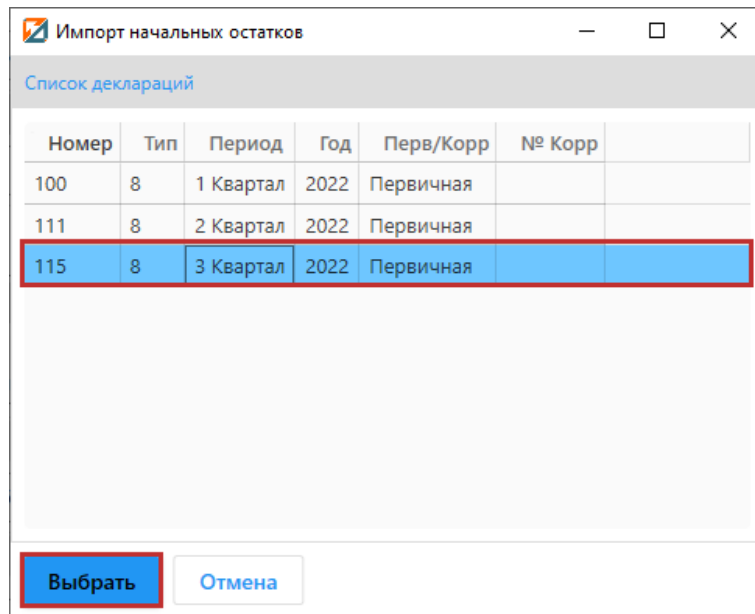 Импорт начальных остатков
Список деклараций
Номер Тип Период Год Перв/Корр № Корр
100 8 1 Квартал 2022 Первичная
111 8 2 Квартал 2022 Первичная
115 8 3 Квартал 2022 Первичная
Выбрать Отмена